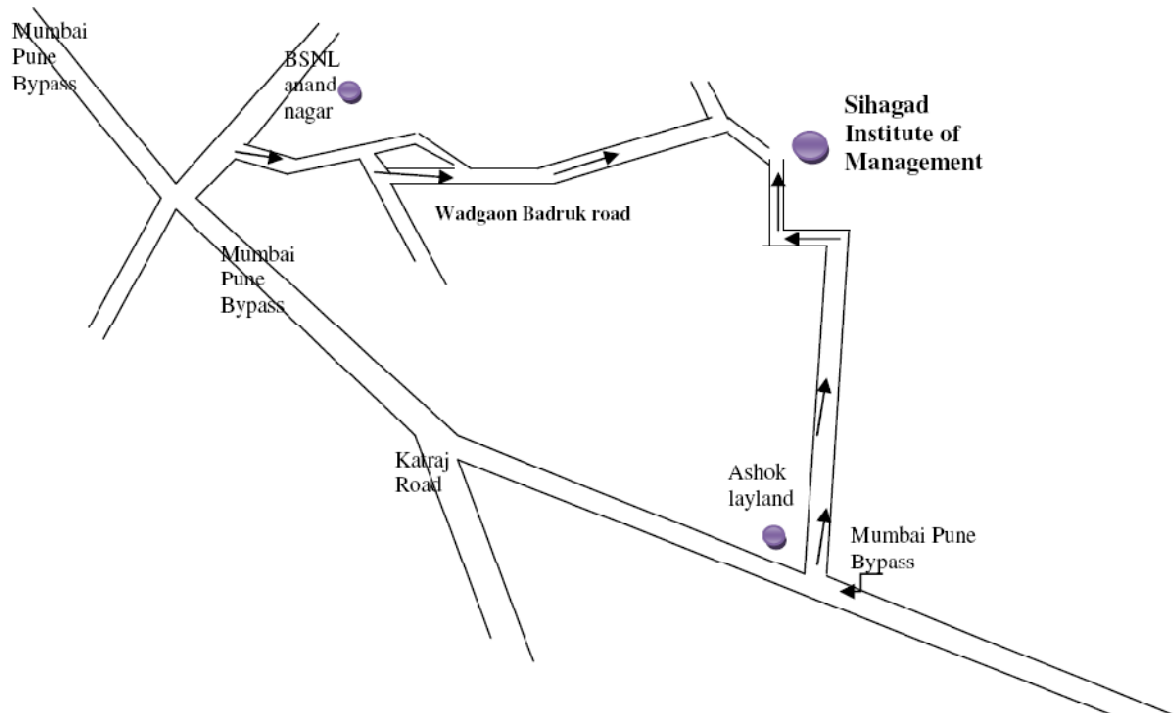 Mumbai
Pune
Bypass
BSNL
anand
nagar
Sihagad
Institute of
Management
Wadgaon Badruk road
Mumbai
Pune
Bypass
Katraj
Road
Ashok
layland
Mumbai Pune
Bypass